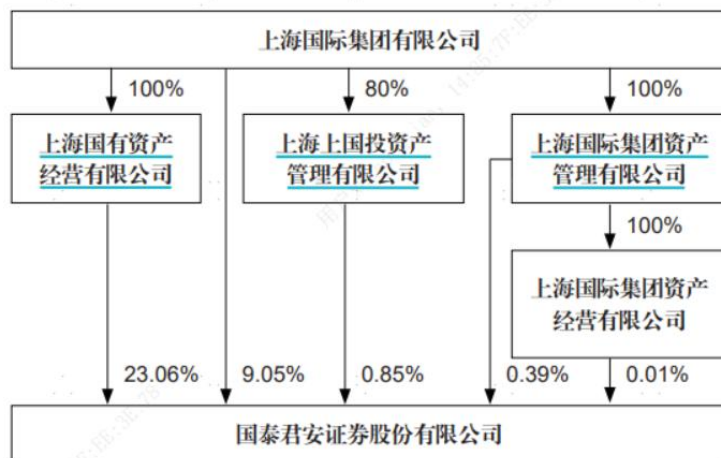 上海国际集团有限公司
100%
80%
100%
上海国有资产
经营有限公司
上海上国投资产
管理有限公司
上海国际集团资产
管理有限公司
100%
上海国际集团资产
经营有限公司
23.06%
9.05%
0.85%
0.39%
0.01%
国泰君安证券股份有限公司